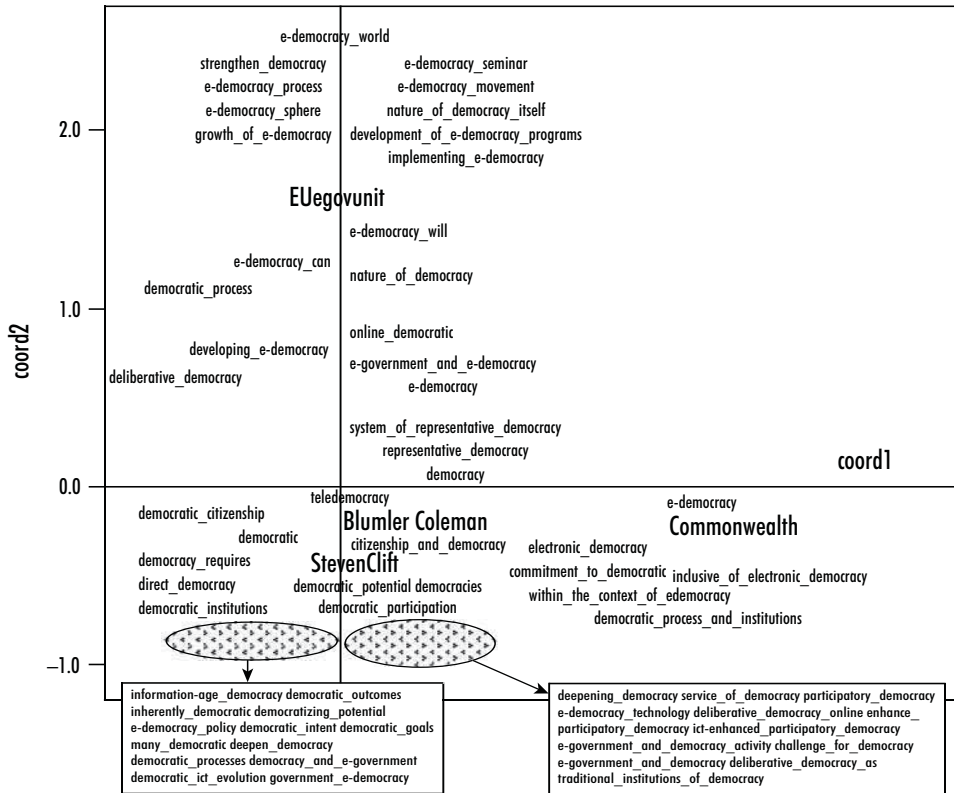 e-democracy_world
strengthen_democracy e-democracy_seminar
e-democracy_process e-democracy_movement
e-democracy_sphere nature_of_democracy_itself
2.0 growth_of_e-democracy development_of_e-democracy_programs
implementing_e-democracy
EUegovunit
e-democracy_will
e-democracy_can nature_of_democracy
democratic_process
1.0
online_democratic
coord2
developing_e-democracy e-government_and_e-democracy
deliberative_democracy e-democracy
system_of_representative_democracy
representative_democracy
democracy coord1
0.0
teledemocracy e-democracy
democratic_citizenship Blumler Coleman Commonwealth
democratic citizenship_and_democracy electronic_democracy
democracy_requires StevenClift commitment_to_democratic inclusive_of_electronic_democracy
direct_democracy democratic_potential democracies within_the_context_of_edemocracy
democratic_institutions democratic_participation democratic_process_and_institutions
–1.0
information-age_democracy democratic_outcomes
inherently_democratic democratizing_potential
e-democracy_policy democratic_intent democratic_goals
many_democratic deepen_democracy
democratic_processes democracy_and_e-government
democratic_ict_evolution government_e-democracy
deepening_democracy service_of_democracy participatory_democracy
e-democracy_technology deliberative_democracy_online enhance_
participatory_democracy ict-enhanced_participatory_democracy
e-government_and_democracy_activity challenge_for_democracy
e-government_and_democracy deliberative_democracy_as
traditional_institutions_of_democracy